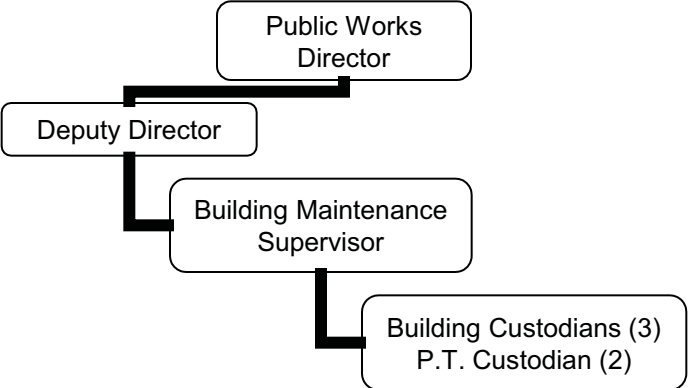 Public Works
Director
Deputy Director
Building Maintenance
Supervisor
Building Custodians (3)
P.T. Custodian (2)